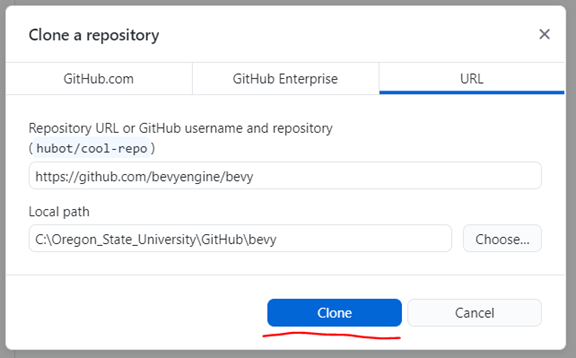 Clone a repository
GitHub.com
GitHub Enterprise
URL
Repository URL or GitHub username and repository
(hubot/cool-repo)
https://github.com/bevyengine/bevy
Local path
C:\Oregon_State_University\GitHub\bevy
Choose...
Clone
Cancel